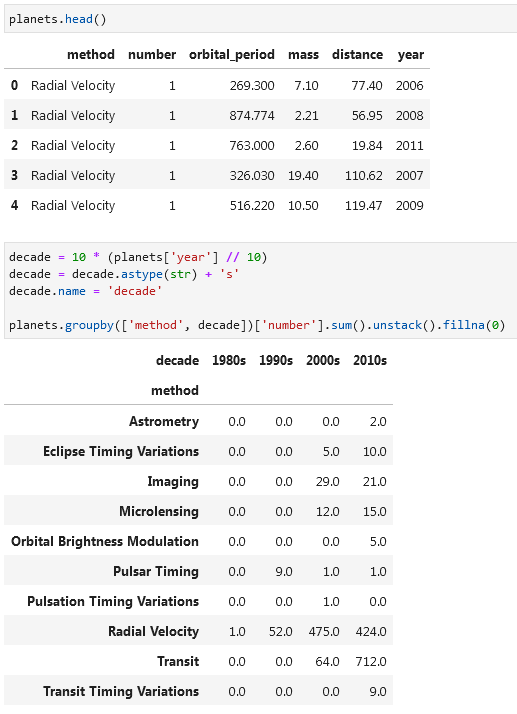 planets.head()
method number orbital_period mass distance year
0 Radial Velocity 1 269.300 7.10 77.40 2006
1 Radial Velocity 1 874.774 2.21 56.95 2008
2 Radial Velocity 1 763.000 2.60 19.84 2011
3 Radial Velocity 1 326.030 19.40 110.62 2007
4 Radial Velocity 1 516.220 10.50 119.47 2009
decade = 10 * (planets['year'] // 10)
decade = decade.astype(str) + 's'
decade.name = 'decade'
planets.groupby(['method', decade])['number'].sum().unstack().fillna(0)
decade 1980s 1990s 2000s 2010s
method
Astrometry 0.0 0.0 0.0 2.0
Eclipse Timing Variations 0.0 0.0 5.0 10.0
Imaging 0.0 0.0 29.0 21.0
Microlensing 0.0 0.0 12.0 15.0
Orbital Brightness Modulation 0.0 0.0 0.0 5.0
Pulsar Timing 0.0 9.0 1.0 1.0
Pulsation Timing Variations 0.0 0.0 1.0 0.0
Radial Velocity 1.0 52.0 475.0 424.0
Transit 0.0 0.0 64.0 712.0
Transit Timing Variations 0.0 0.0 0.0 9.0